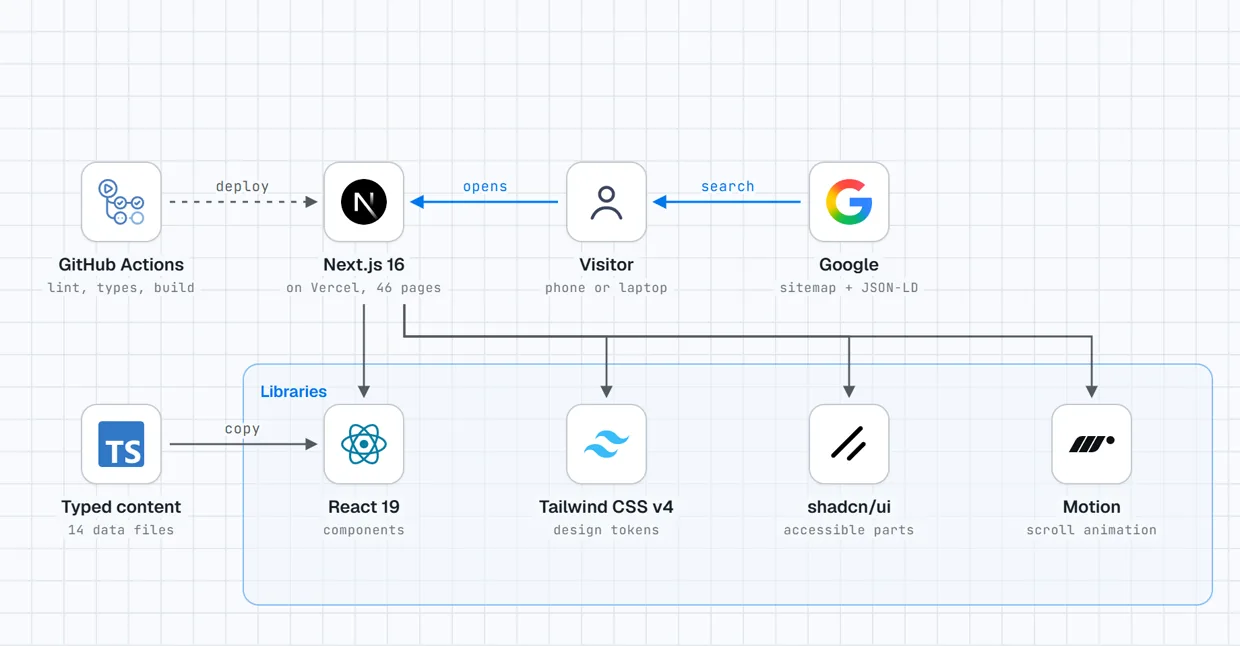 deploy
opens
search
GitHub Actions
Next.js 16
Visitor
Google
lint, types, build
on Vercel, 46 pages
phone or laptop
sitemap + JSON-LD
Libraries
copy
TS
Typed content
React 19
Tailwind CSS v4
shadcn/ui
Motion
14 data files
components
design tokens
accessible parts
scroll animation